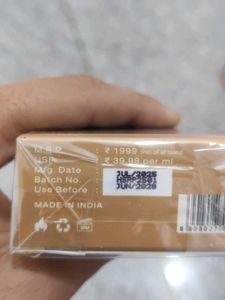 M.R.P. : ₹ 1999
USP : ₹ 39.98 per ml
Mfg. Date : JUL/2025
Batch No. :
Use Before : JUN/2028
MADE IN INDIA